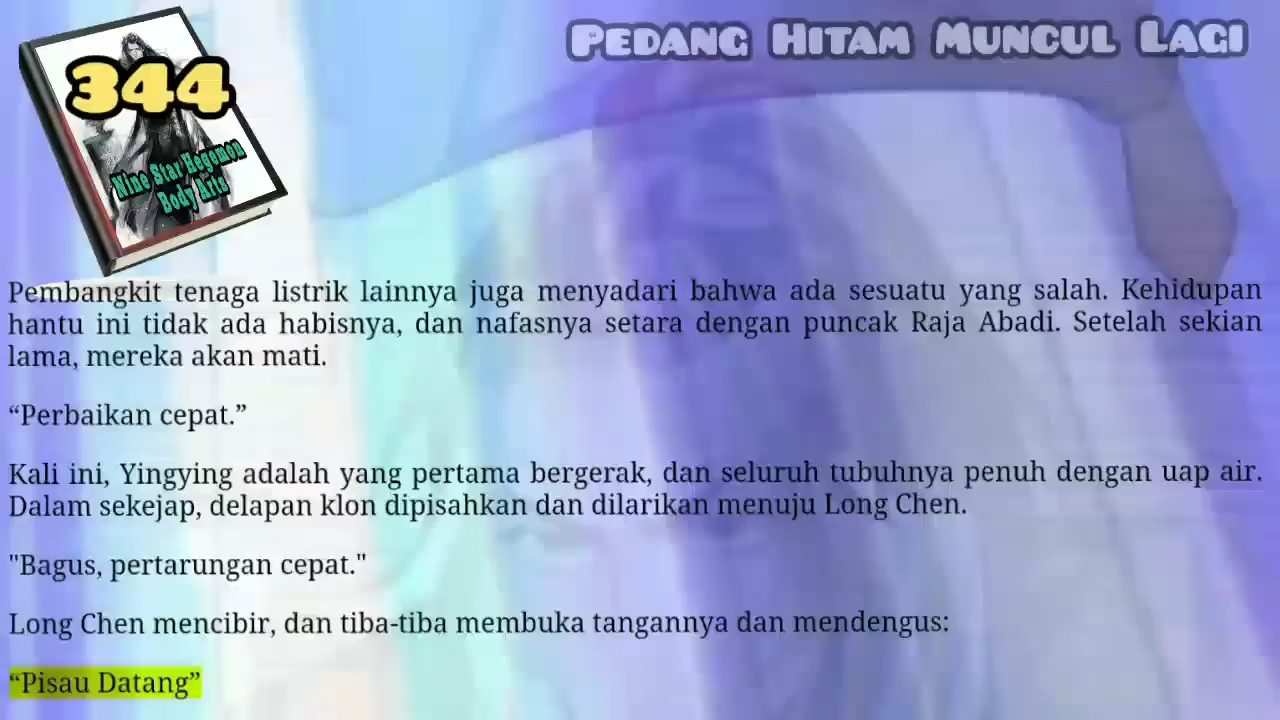 344
Nine Star Hegemon
Body Arts
Pedang Hitam Muncul Lagi
Pembangkit tenaga listrik lainnya juga menyadari bahwa ada sesuatu yang salah. Kehidupan
hantu ini tidak ada habisnya, dan nafasnya setara dengan puncak Raja Abadi. Setelah sekian
lama, mereka akan mati.
“Perbaikan cepat.”
Kali ini, Yingying adalah yang pertama bergerak, dan seluruh tubuhnya penuh dengan uap air.
Dalam sekejap, delapan klon dipisahkan dan dilarikan menuju Long Chen.
"Bagus, pertarungan cepat."
Long Chen mencibir, dan tiba-tiba membuka tangannya dan mendengus:
“Pisau Datang”